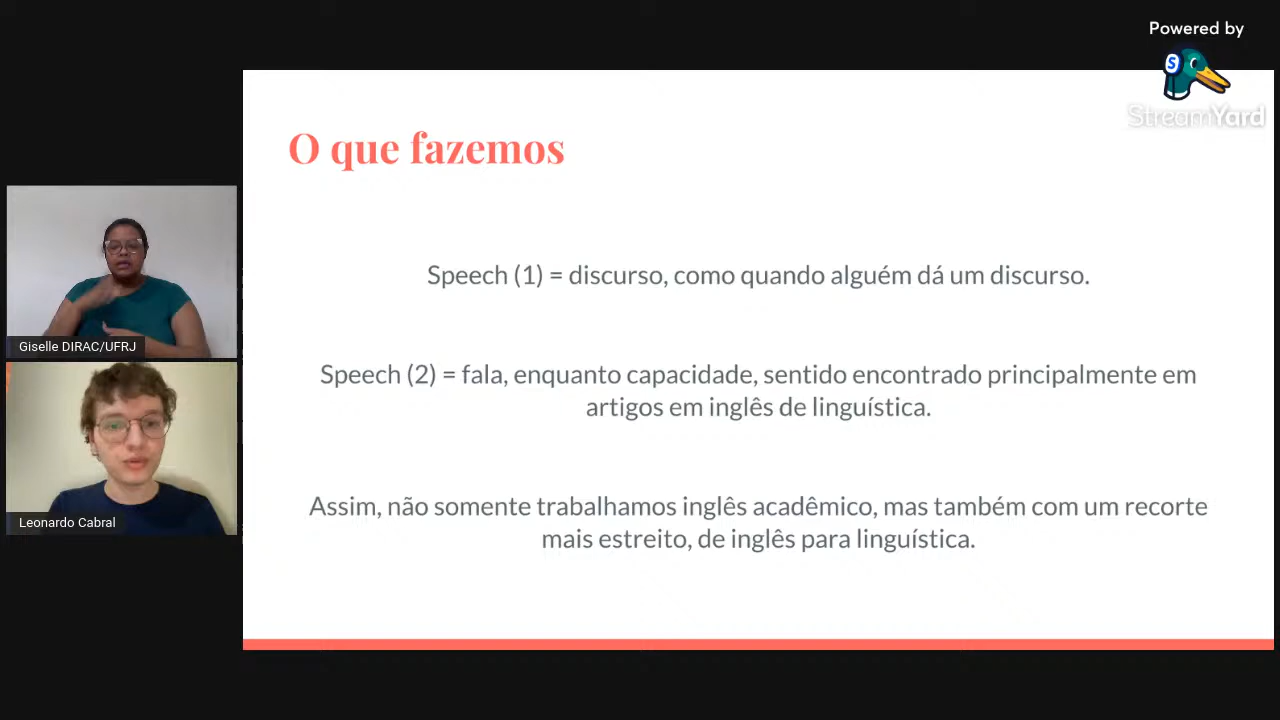 Powered by
S
StreamYard
O que fazemos
Speech (1) = discurso, como quando alguém dá um discurso.
Speech (2) = fala, enquanto capacidade, sentido encontrado principalmente em
artigos em inglês de linguística.
Assim, não somente trabalhamos inglês acadêmico, mas também com um recorte
mais estreito, de inglês para linguística.
Giselle DIRAC/UFRJ
Leonardo Cabral